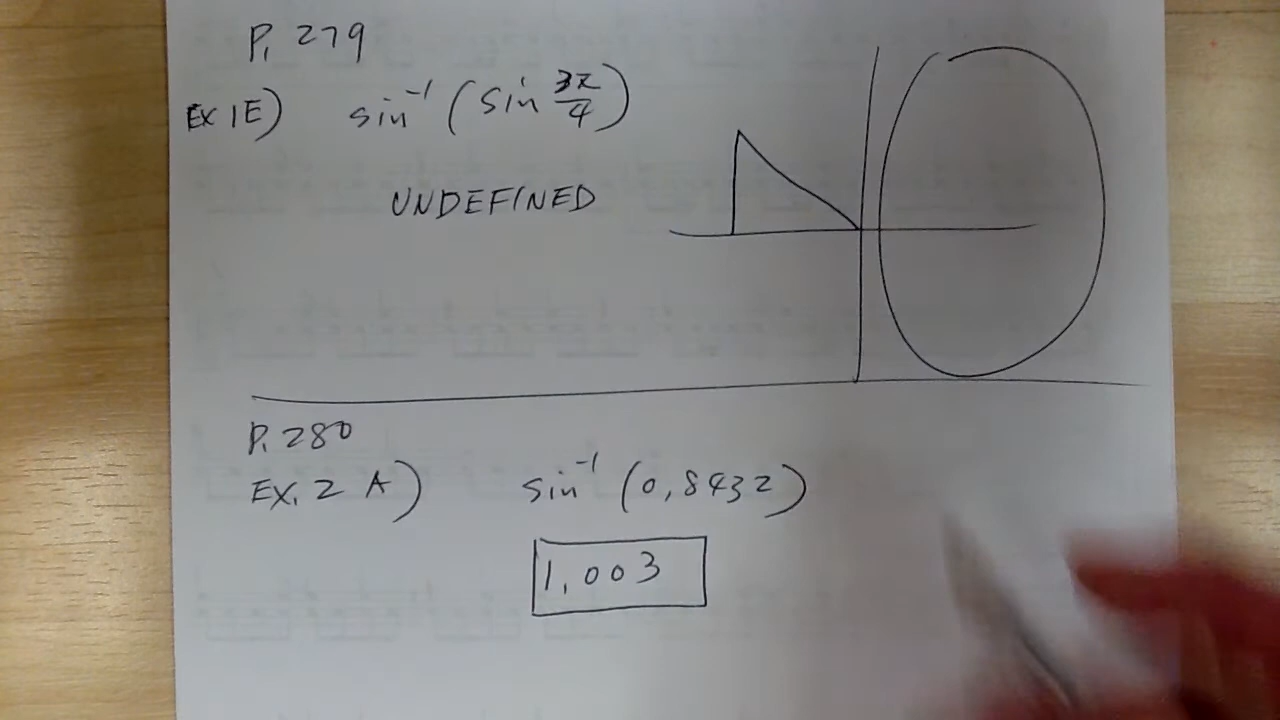 P. 279
EX 1E) sin⁻¹ (sin 3π/4)
UNDEFINED
P. 280
EX. 2 A) sin⁻¹ (0.8432)
1.003